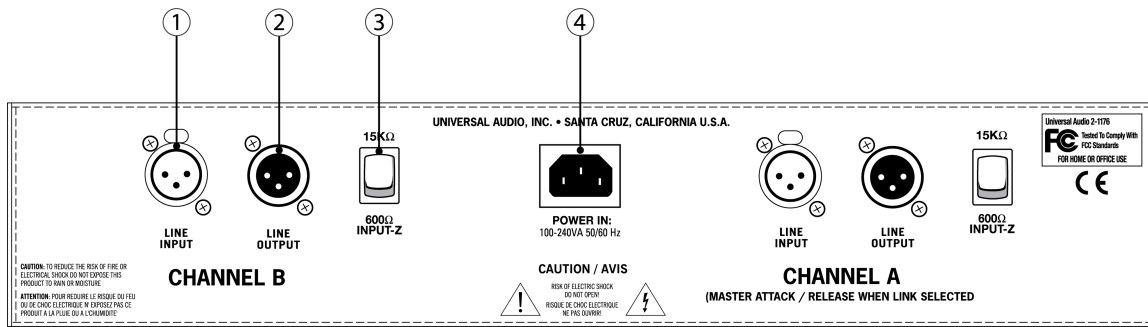 1 2 3 4
UNIVERSAL AUDIO, INC. • SANTA CRUZ, CALIFORNIA U.S.A.
15KΩ
600Ω
INPUT-Z
LINE
INPUT
LINE
OUTPUT
CHANNEL B
CAUTION: TO REDUCE THE RISK OF FIRE OR
ELECTRICAL SHOCK DO NOT EXPOSE THIS
PRODUCT TO RAIN OR MOISTURE
ATTENTION: POUR REDUIRE LE RISQUE DU FEU
OU DE CHOC ELECTRIQUE N' EXPOSEZ PAS CE
PRODUIT A LA PLUIE OU A L'CHUMIDITE'
POWER IN:
100-240VA 50/60 Hz
CAUTION / AVIS
RISK OF ELECTRIC SHOCK
DO NOT OPEN!
RISQUE DE CHOC ELECTRIQUE
NE PAS OUVRIR!
!
LINE
INPUT
LINE
OUTPUT
15KΩ
600Ω
INPUT-Z
CHANNEL A
(MASTER ATTACK / RELEASE WHEN LINK SELECTED
Universal Audio 2-1176
FC Tested To Comply With
FCC Standards
FOR HOME OR OFFICE USE
CE